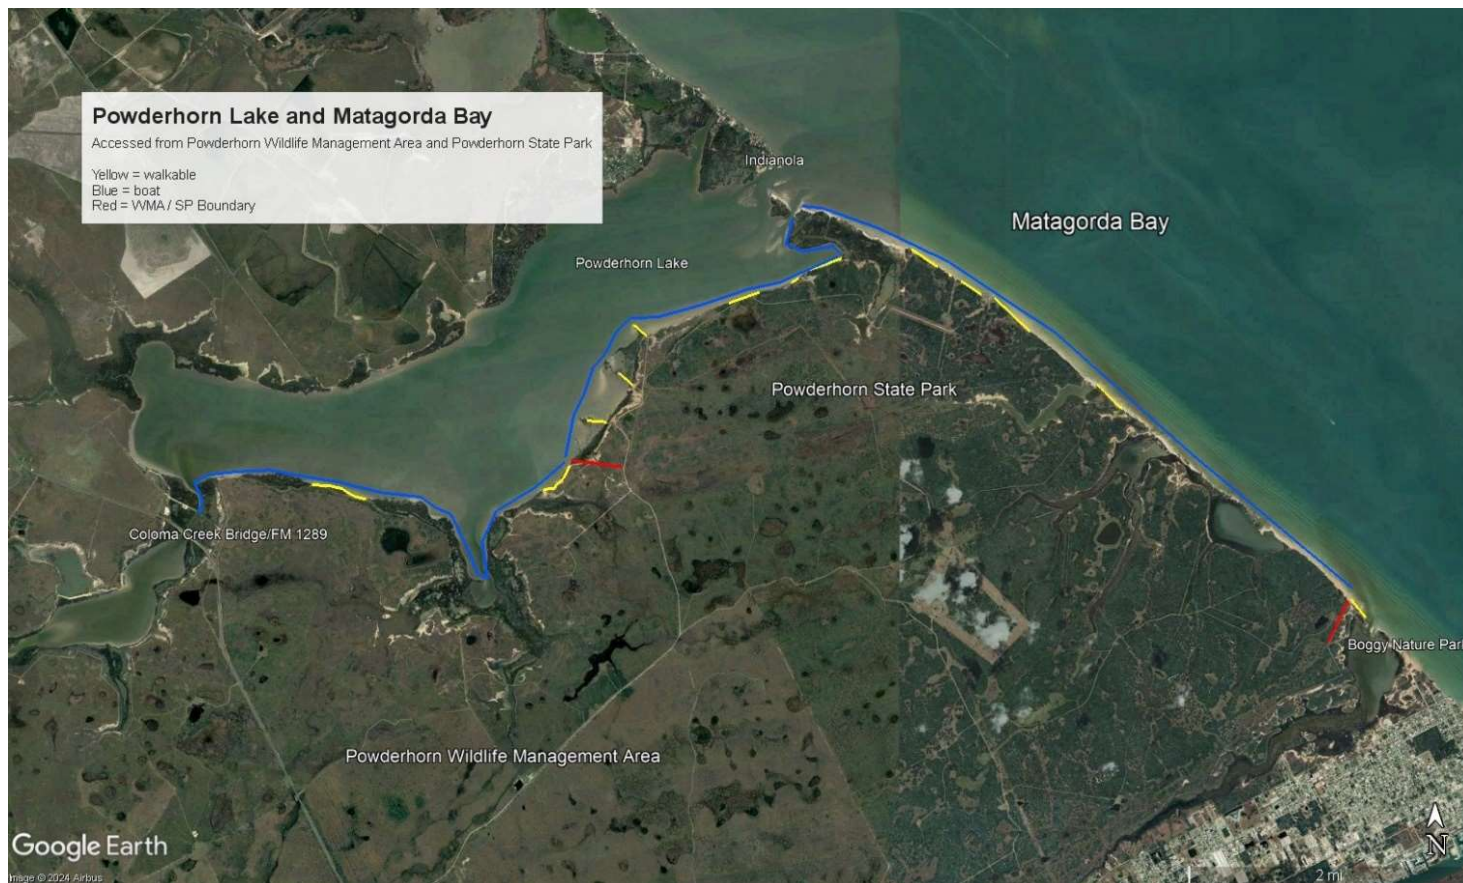 Powderhorn Lake and Matagorda Bay
Accessed from Powderhorn Wildlife Management Area and Powderhorn State Park
Yellow = walkable
Blue = boat
Red = WMA / SP Boundary
Indianola
Matagorda Bay
Powderhorn Lake
Powderhorn State Park
Coloma Creek Bridge/FM 1289
Boggy Nature Park
Powderhorn Wildlife Management Area
Google Earth
N
Image © 2024 Airbus
2 mi